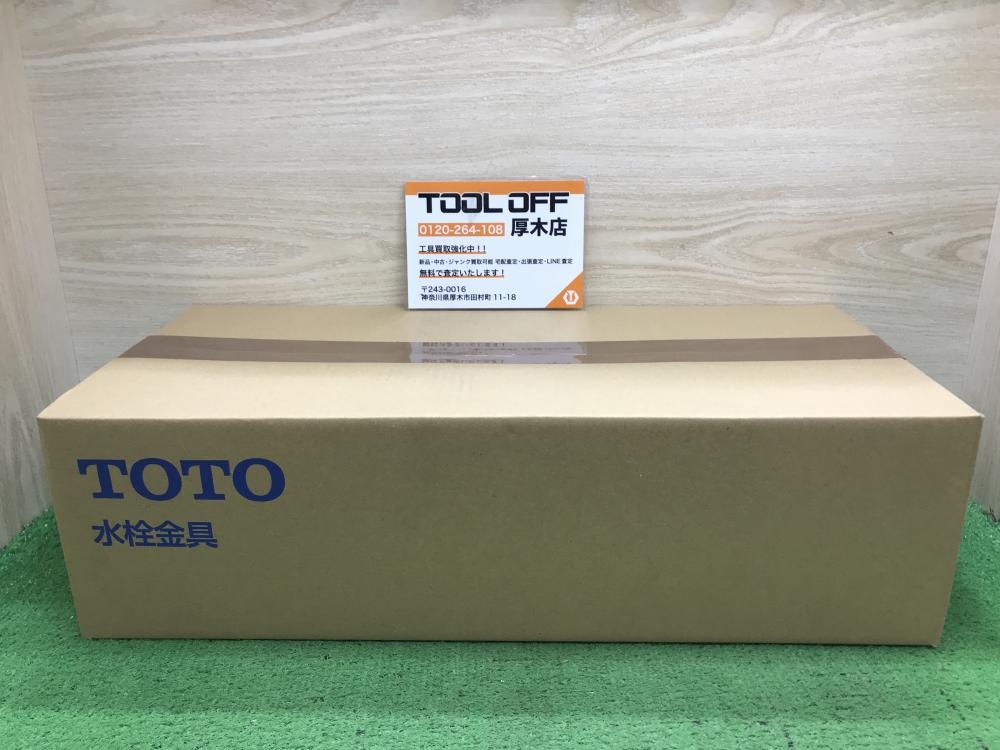 TOOL OFF
0120-264-108 厚木店
工具買取強化中！！
新品・中古・ジャンク買取可能 宅配査定・出張査定・LINE査定
無料で査定いたします！
〒243-0016
神奈川県厚木市田村町 11-18
TOTO
水栓金具